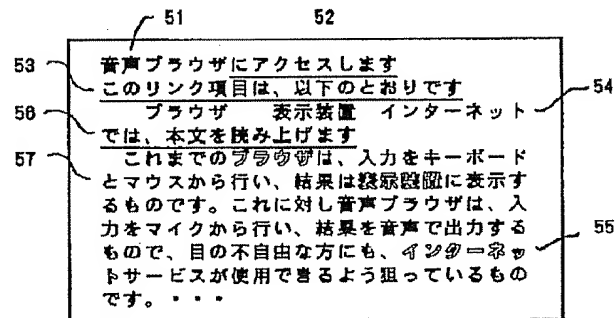 51 52
音声ブラウザにアクセスします
53 このリンク項目は、以下のとおりです
ブラウザ 表示装置 インターネット 54
56 では、本文を読み上げます
これまでのブラウザは、入力をキーボード
57 とマウスから行い、結果は表示装置に表示す
るものです。これに対し音声ブラウザは、入
力をマイクから行い、結果を音声で出力する
もので、目の不自由な方にも、インターネッ 55
トサービスが使用できるよう狙っているもの
です。・・・